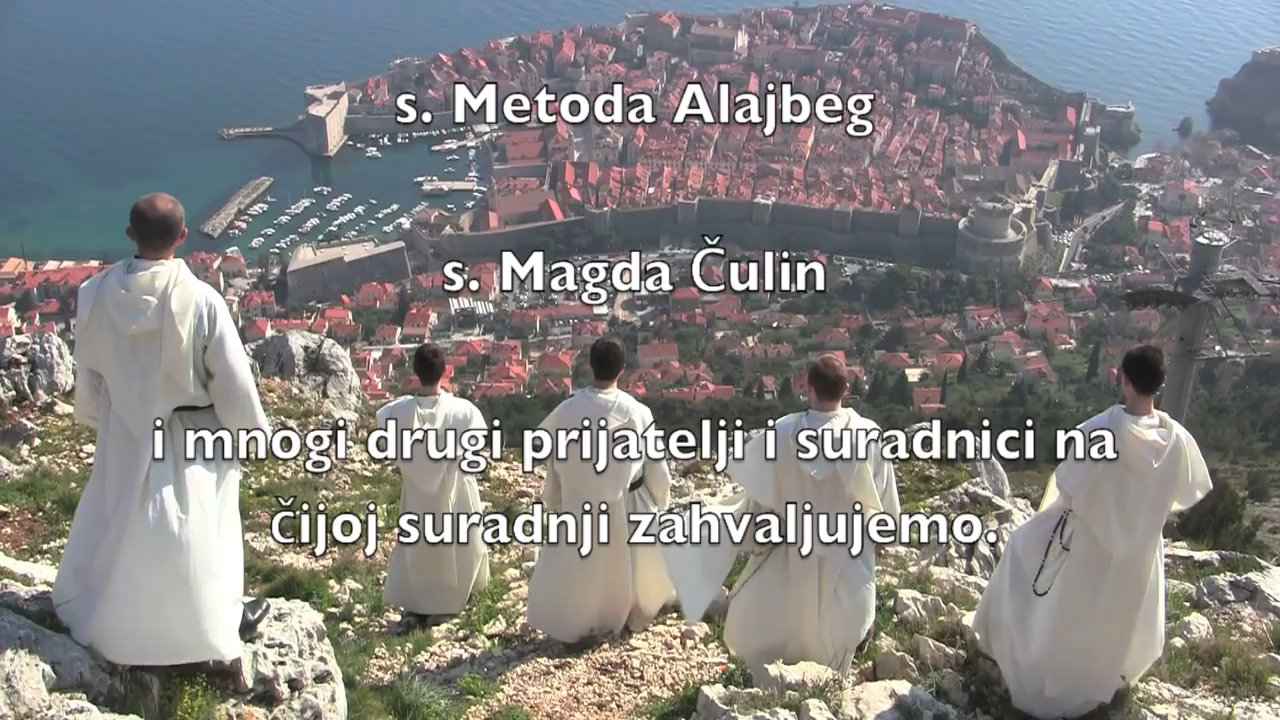 s. Metoda Alajbeg
s. Magda Čulin
i mnogi drugi prijatelji i suradnici na
čijoj suradnji zahvaljujemo.